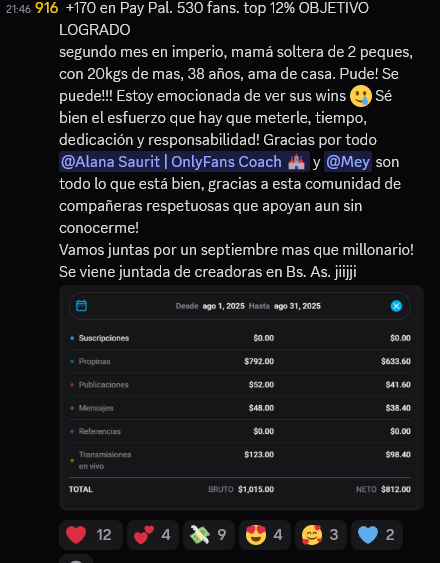 21:46 916 +170 en Pay Pal. 530 fans. top 12% OBJETIVO
LOGRADO
segundo mes en imperio, mamá soltera de 2 peques,
con 20kgs de mas, 38 años, ama de casa. Pude! Se
puede!!! Estoy emocionada de ver sus wins 🥲 Sé
bien el esfuerzo que hay que meterle, tiempo,
dedicación y responsabilidad! Gracias por todo
@Alana Saurit | OnlyFans Coach 🏰 y @Mey son
todo lo que está bien, gracias a esta comunidad de
compañeras respetuosas que apoyan aun sin
conocerme!
Vamos juntas por un septiembre mas que millonario!
Se viene juntada de creadoras en Bs. As. jiijji
Desde ago 1, 2025 Hasta ago 31, 2025
Suscripciones $0.00 $0.00
Propinas $792.00 $633.60
Publicaciones $52.00 $41.60
Mensajes $48.00 $38.40
Referencias $0.00 $0.00
Transmisiones
en vivo $123.00 $98.40
TOTAL BRUTO $1,015.00 NETO $812.00
❤️ 12 💕 4 💸 9 😍 4 🥰 3 💙 2